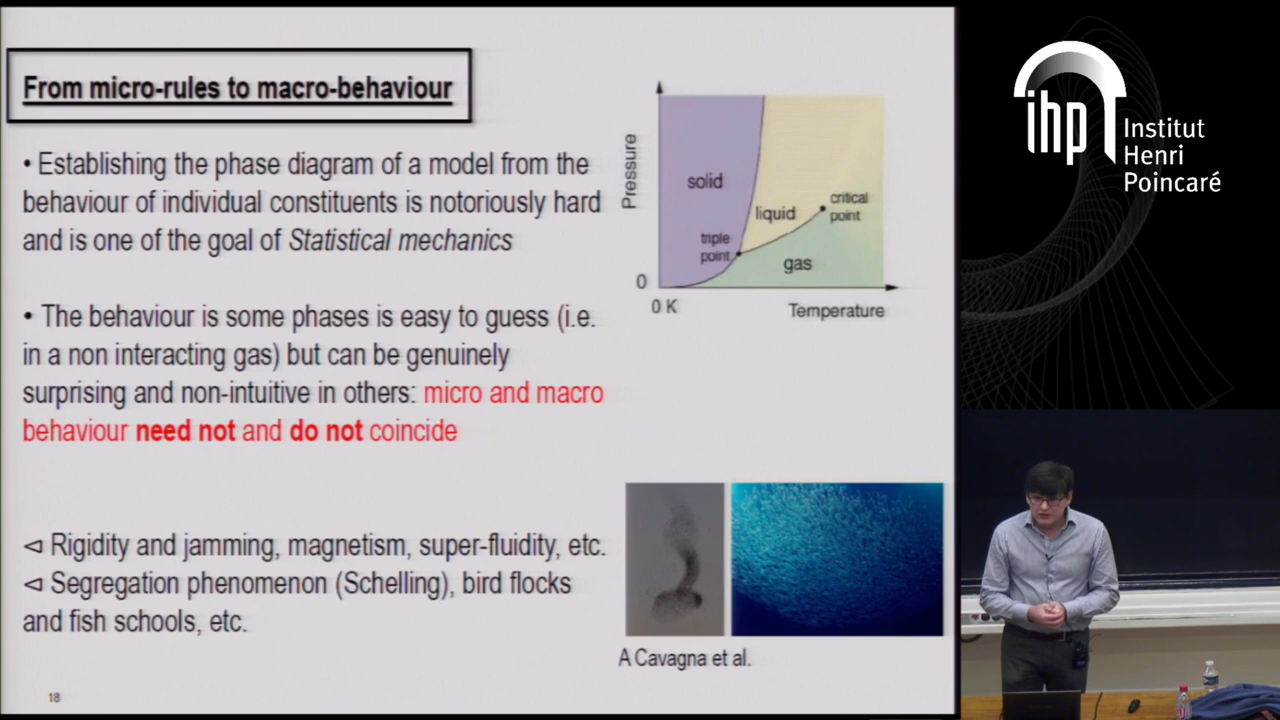 From micro-rules to macro-behaviour
• Establishing the phase diagram of a model from the
behaviour of individual constituents is notoriously hard
and is one of the goal of Statistical mechanics
• The behaviour is some phases is easy to guess (i.e.
in a non interacting gas) but can be genuinely
surprising and non-intuitive in others: micro and macro
behaviour need not and do not coincide
⊲ Rigidity and jamming, magnetism, super-fluidity, etc.
⊲ Segregation phenomenon (Schelling), bird flocks
and fish schools, etc.
18
Pressure
solid
liquid
critical
point
triple
point
gas
0
0 K
Temperature
A Cavagna et al.
ihp
Institut
Henri
Poincaré